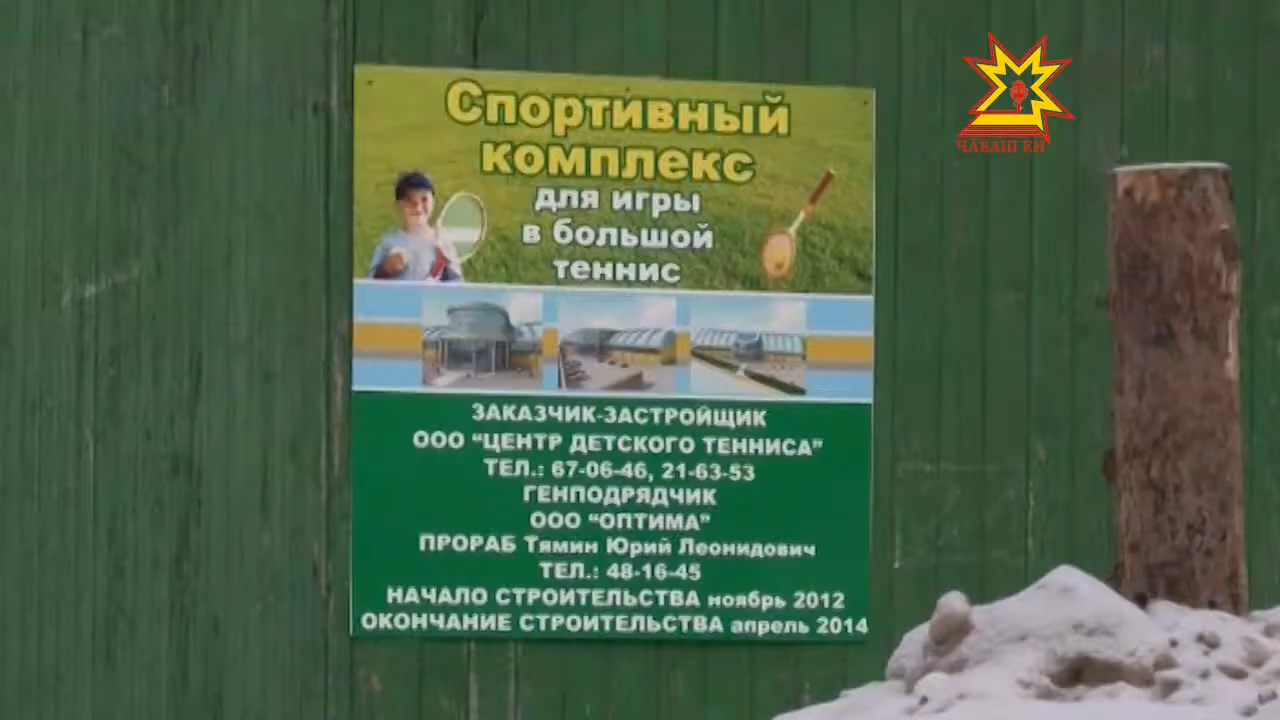 Спортивный
комплекс
для игры
в большой
теннис
ЗАКАЗЧИК-ЗАСТРОЙЩИК
ООО “ЦЕНТР ДЕТСКОГО ТЕННИСА”
ТЕЛ.: 67-06-46, 21-63-53
ГЕНПОДРЯДЧИК
ООО “ОПТИМА”
ПРОРАБ Тямин Юрий Леонидович
ТЕЛ.: 48-16-45
НАЧАЛО СТРОИТЕЛЬСТВА ноябрь 2012
ОКОНЧАНИЕ СТРОИТЕЛЬСТВА апрель 2014
ЧĂВАШ ЕН